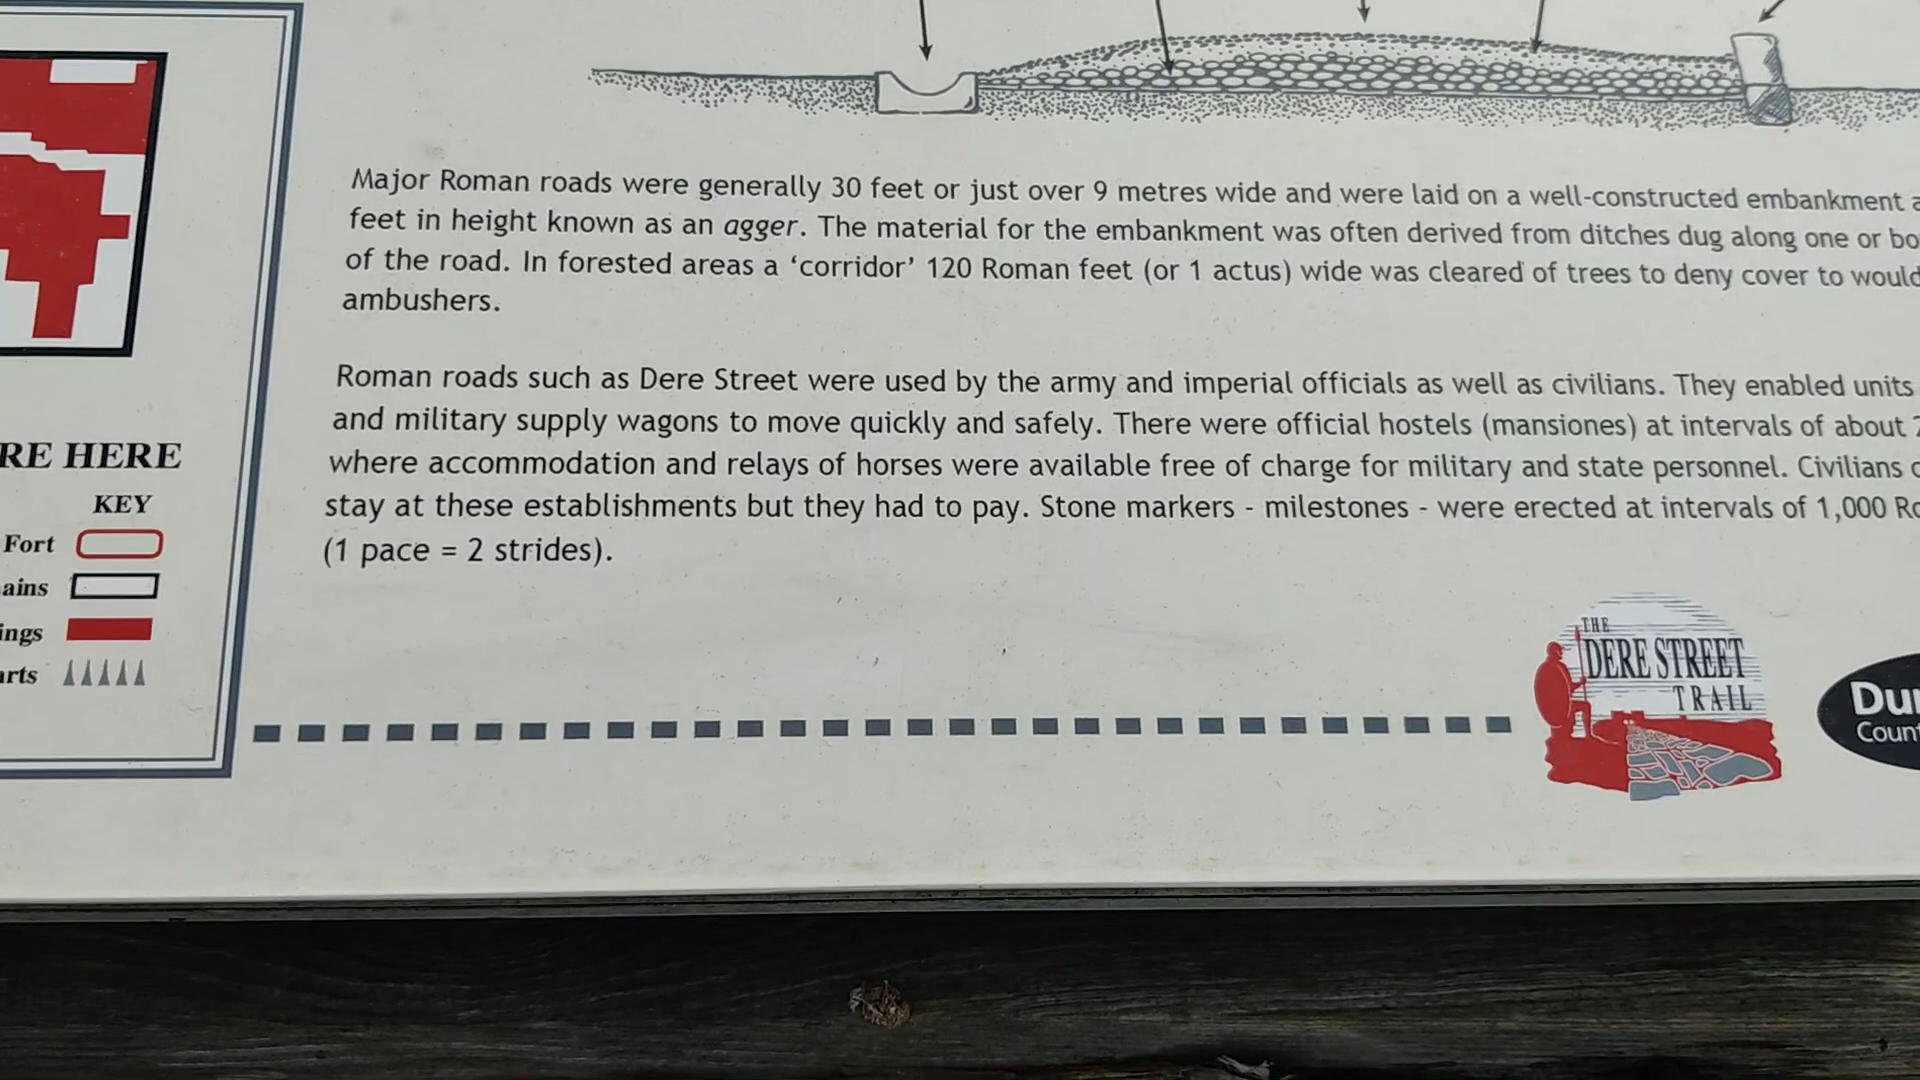 Major Roman roads were generally 30 feet or just over 9 metres wide and were laid on a well-constructed embankment
feet in height known as an agger. The material for the embankment was often derived from ditches dug along one or
of the road. In forested areas a ‘corridor’ 120 Roman feet (or 1 actus) wide was cleared of trees to deny cover to would
ambushers.
Roman roads such as Dere Street were used by the army and imperial officials as well as civilians. They enabled units
and military supply wagons to move quickly and safely. There were official hostels (mansiones) at intervals of about
where accommodation and relays of horses were available free of charge for military and state personnel. Civilians
stay at these establishments but they had to pay. Stone markers - milestones - were erected at intervals of 1,000
(1 pace = 2 strides).
RE HERE
KEY
Fort
ains
ings
arts
THE
DERE STREET
TRAIL
Dur
Coun